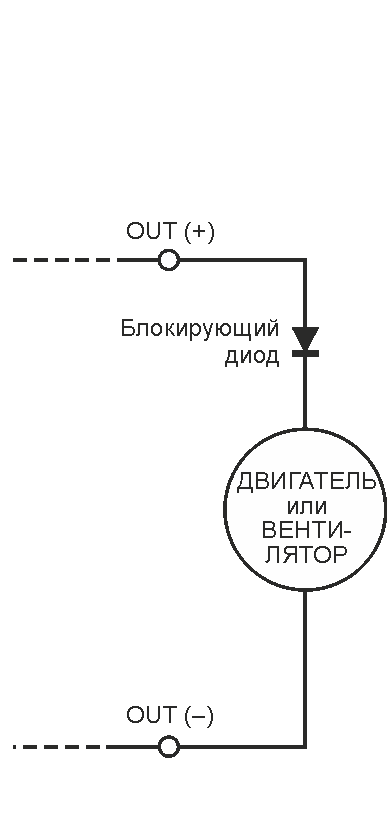 OUT (+)
Блокирующий
диод
ДВИГАТЕЛЬ
или
ВЕНТИ-
ЛЯТОР
OUT (–)